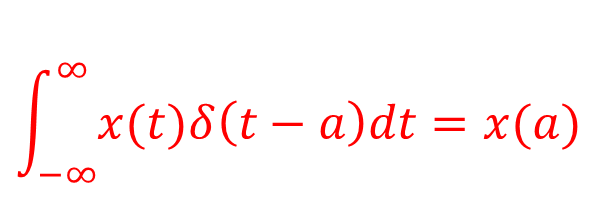 ∫_{-∞}^{∞} x(t)δ(t − a)dt = x(a)